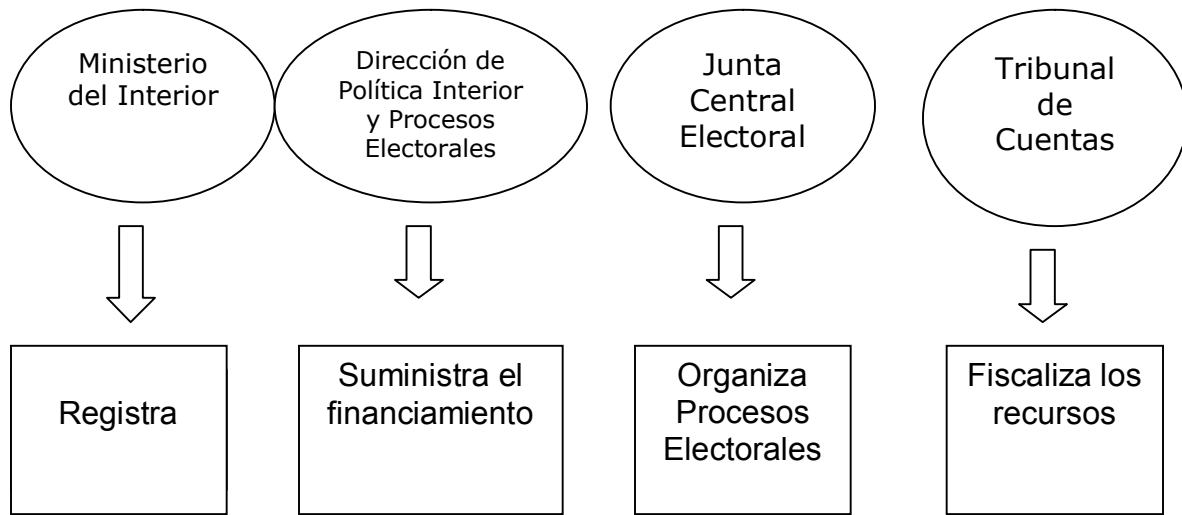 Ministerio
del Interior
Dirección de
Política Interior
y Procesos
Electorales
Junta
Central
Electoral
Tribunal
de
Cuentas
Registra
Suministra el
financiamiento
Organiza
Procesos
Electorales
Fiscaliza los
recursos